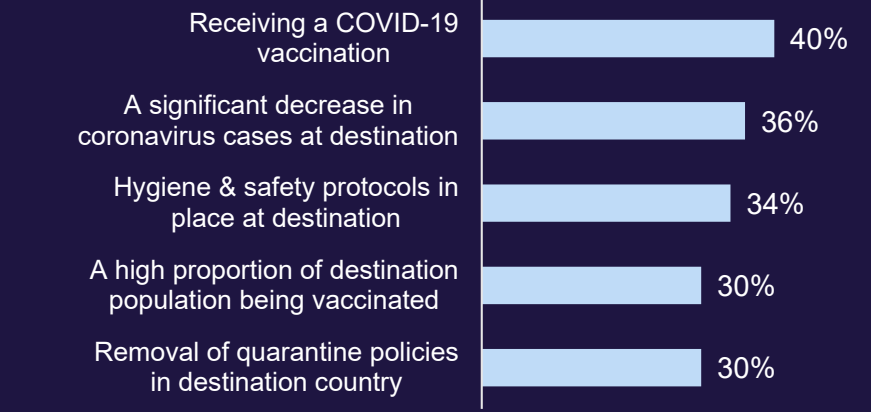 Receiving a COVID-19
vaccination
40%
A significant decrease in
coronavirus cases at destination
36%
Hygiene & safety protocols in
place at destination
34%
A high proportion of destination
population being vaccinated
30%
Removal of quarantine policies
in destination country
30%